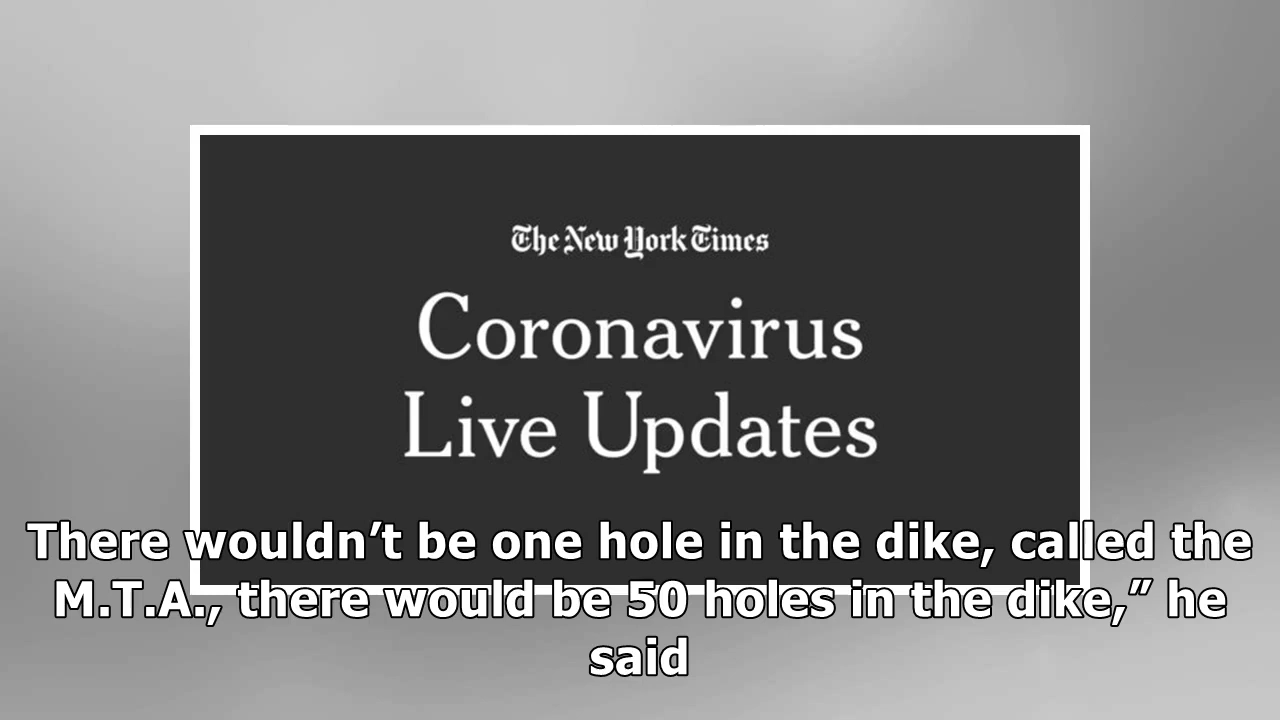 The New York Times
Coronavirus
Live Updates
There wouldn’t be one hole in the dike, called the
M.T.A., there would be 50 holes in the dike,” he
said